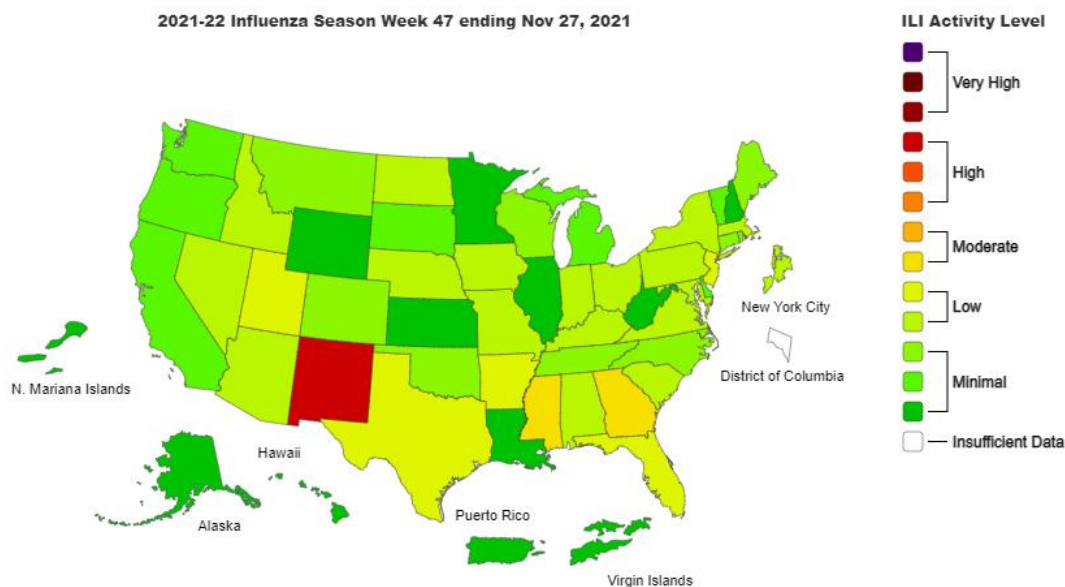 2021-22 Influenza Season Week 47 ending Nov 27, 2021
ILI Activity Level
Very High
High
Moderate
Low
Minimal
Insufficient Data
New York City
District of Columbia
N. Mariana Islands
Hawaii
Alaska
Puerto Rico
Virgin Islands